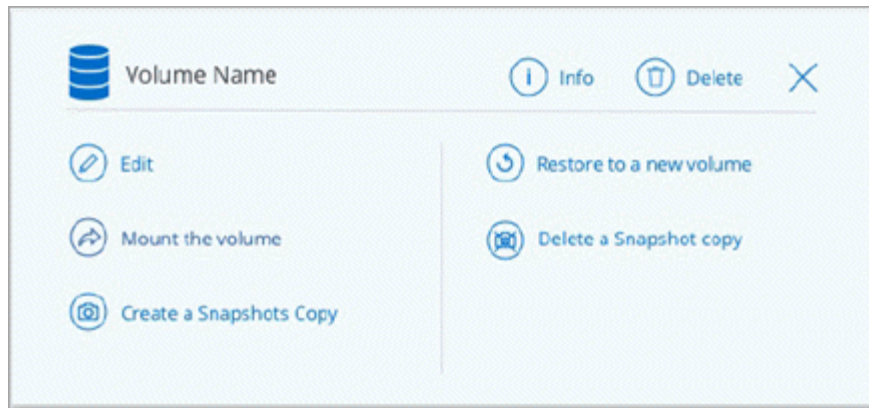 Volume Name
Info
Delete
Edit
Mount the volume
Create a Snapshots Copy
Restore to a new volume
Delete a Snapshot copy